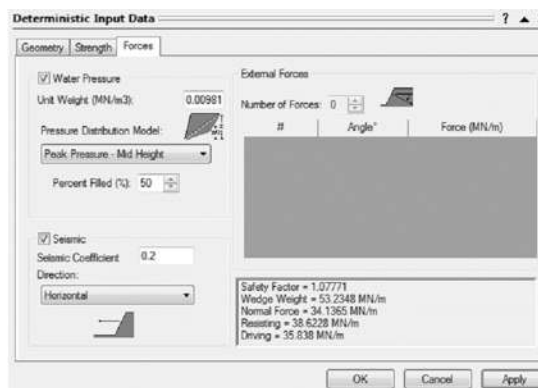 Deterministic Input Data
? ▲
Geometry Strength Forces
Water Pressure
Unit Weight (MN/m3): 0.00981
Pressure Distribution Model:
Peak Pressure - Mid Height
Percent Filled (%): 50
Seismic
Seismic Coefficient 0.2
Direction:
Horizontal
External Forces
Number of Forces: 0
# Angle° Force (MN/m)
Safety Factor = 1.07771
Wedge Weight = 53.2348 MN/m
Normal Force = 34.1365 MN/m
Resisting = 38.6228 MN/m
Driving = 35.838 MN/m
OK Cancel Apply